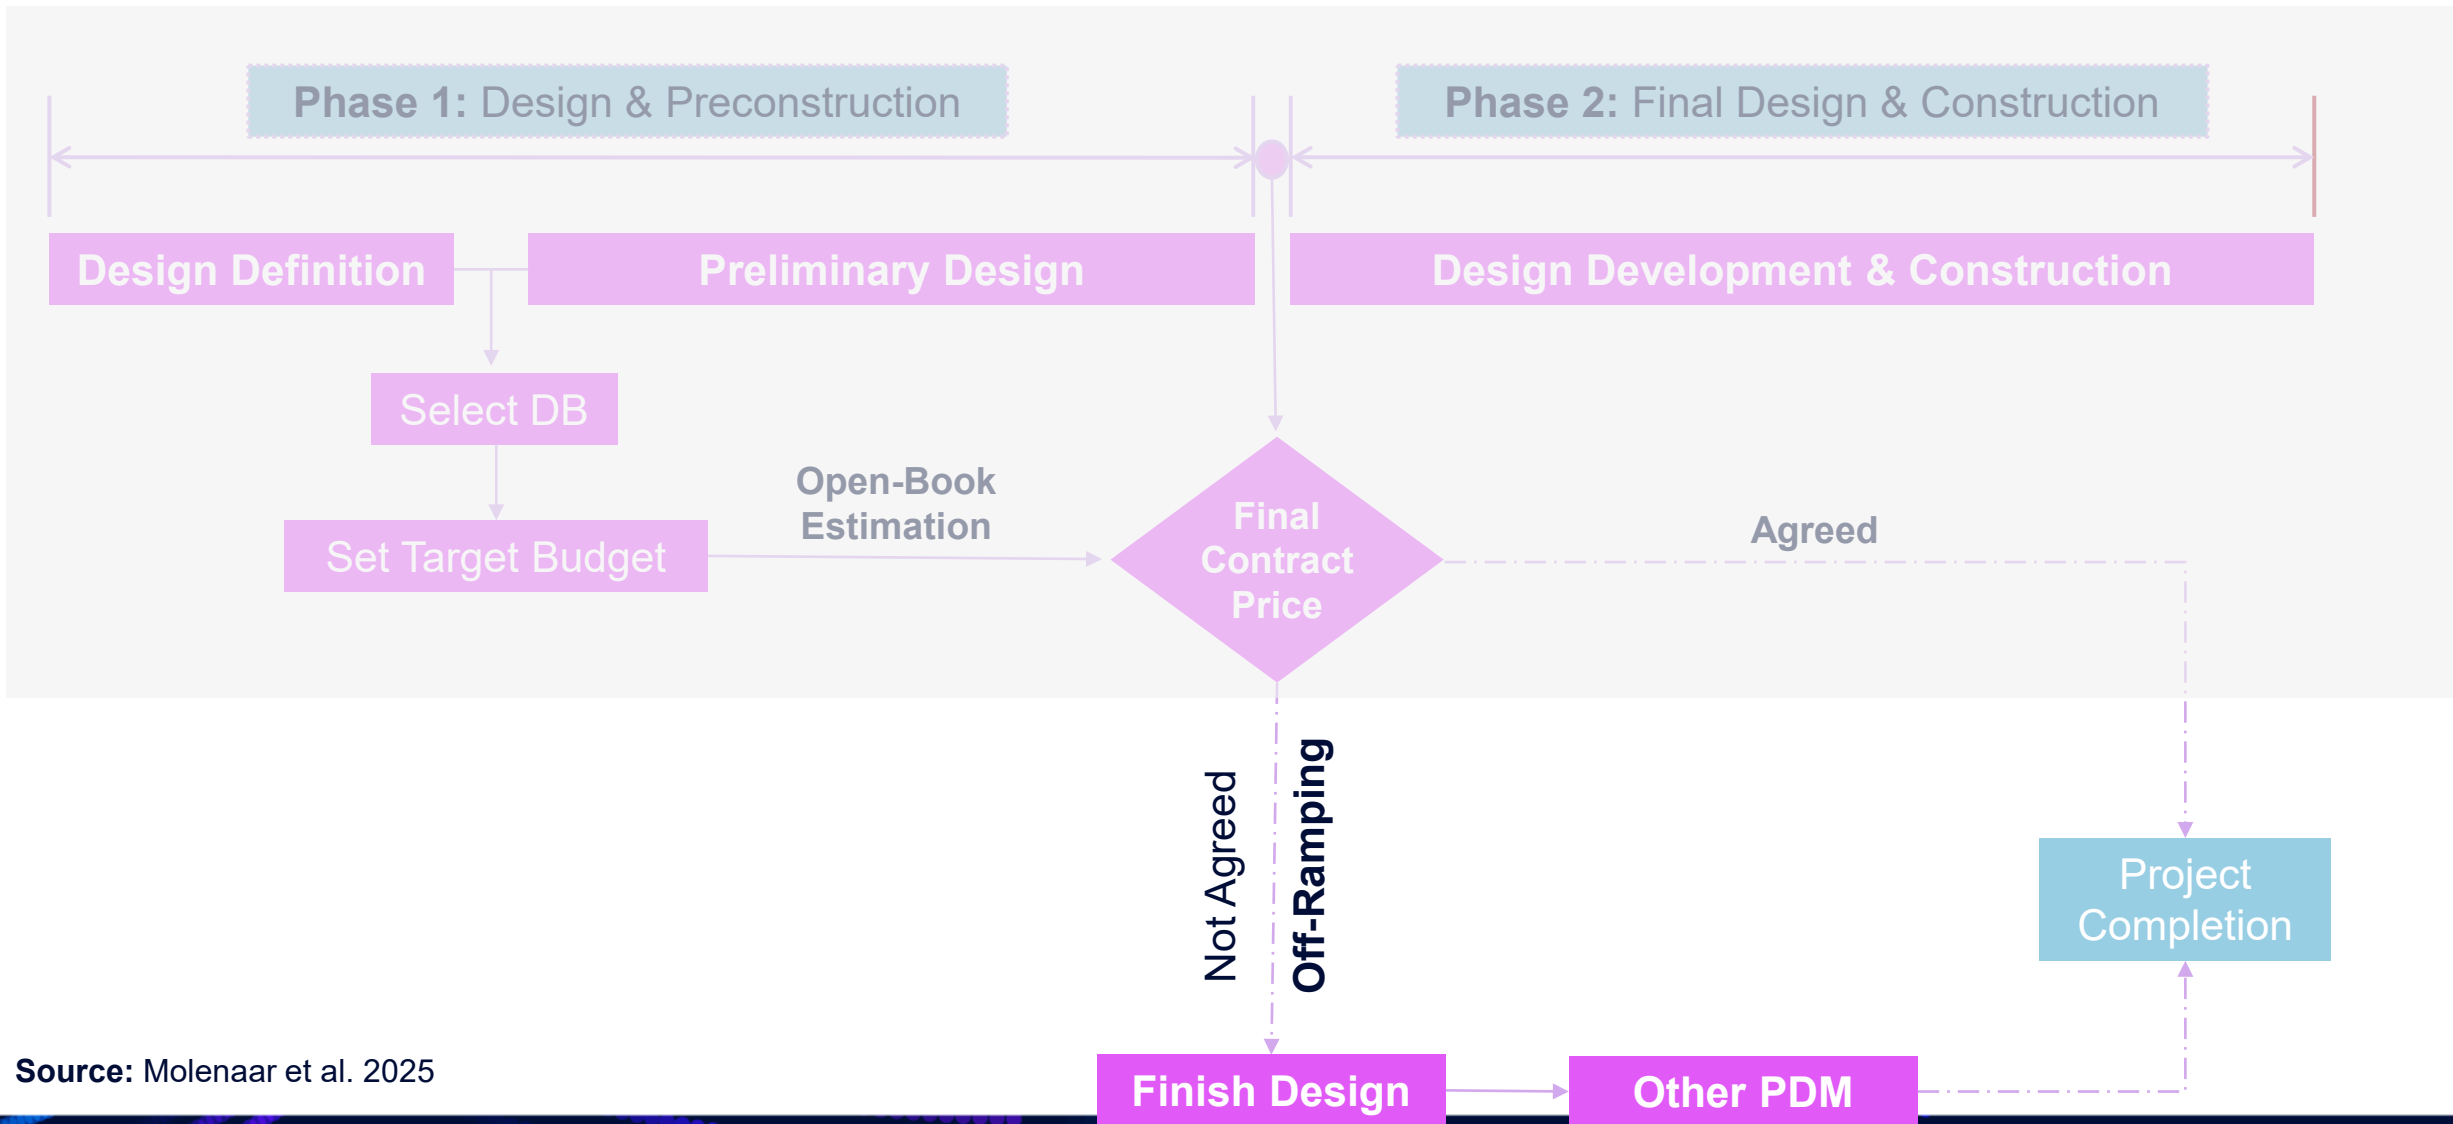 Phase 1: Design & Preconstruction
Phase 2: Final Design & Construction
Design Definition
Preliminary Design
Design Development & Construction
Select DB
Set Target Budget
Open-Book
Estimation
Final
Contract
Price
Agreed
Not Agreed
Off-Ramping
Project
Completion
Finish Design
Other PDM
Source: Molenaar et al. 2025